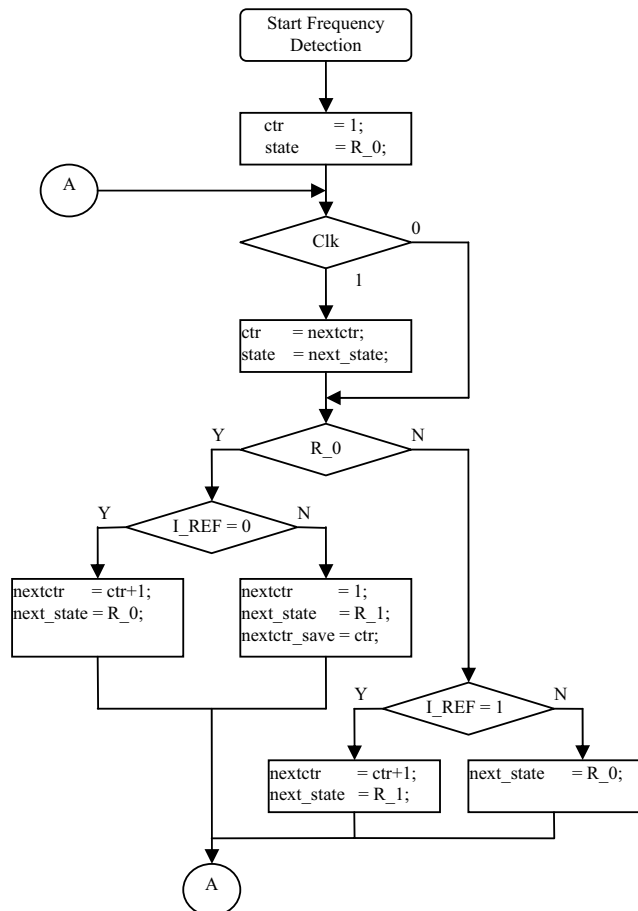 Start Frequency
Detection
ctr = 1;
state = R_0;
A
Clk
0
1
ctr = nextctr;
state = next_state;
Y
R_0
N
Y
I_REF = 0
N
nextctr = ctr+1;
next_state = R_0;
nextctr = 1;
next_state = R_1;
nextctr_save = ctr;
Y
I_REF = 1
N
nextctr = ctr+1;
next_state = R_1;
next_state = R_0;
A